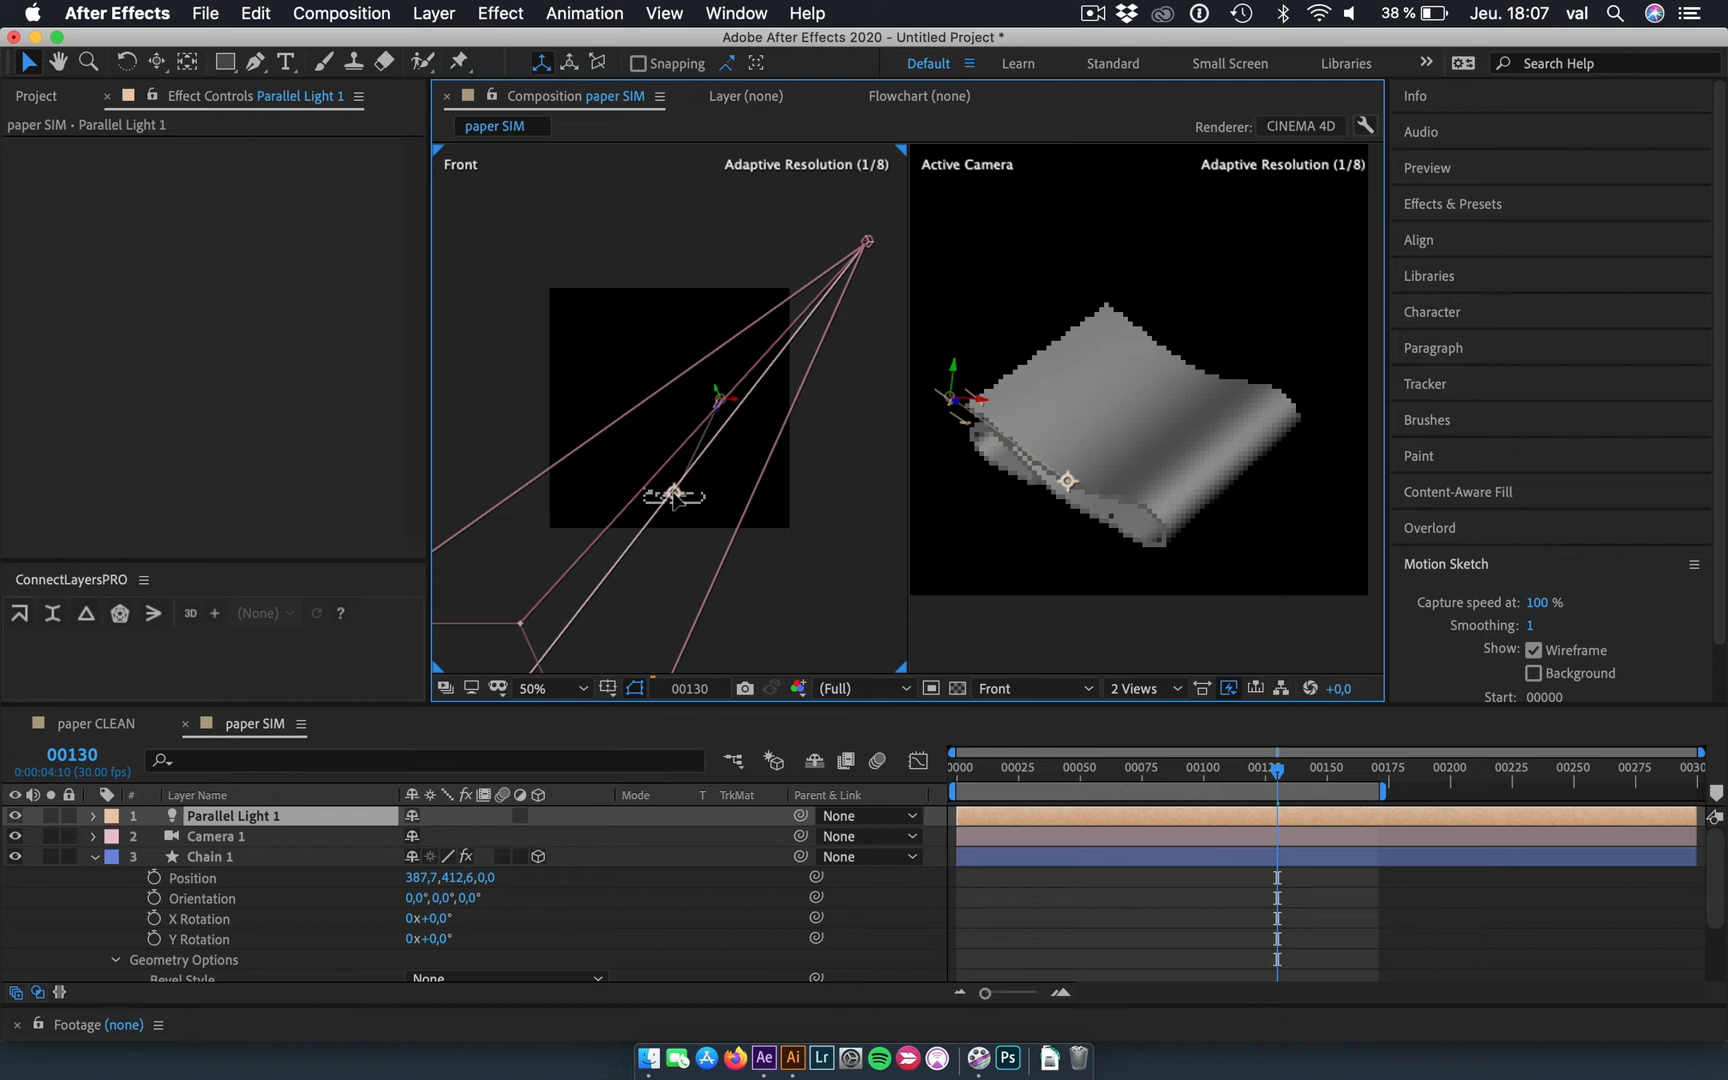 After Effects File Edit Composition Layer Effect Animation View Window Help 38 % Jeu. 18:07 val
Adobe After Effects 2020 - Untitled Project *
Snapping Default Learn Standard Small Screen Libraries Search Help
Project Effect Controls Parallel Light 1 Composition paper SIM Layer (none) Flowchart (none)
paper SIM • Parallel Light 1
paper SIM Renderer: CINEMA 4D
Front Adaptive Resolution (1/8) Active Camera Adaptive Resolution (1/8)
Info
Audio
Preview
Effects & Presets
Align
Libraries
Character
Paragraph
Tracker
Brushes
Paint
Content-Aware Fill
Overlord
Motion Sketch
Capture speed at: 100 %
Smoothing: 1
Show: Wireframe
Background
Start: 00000
ConnectLayersPRO
3D + (None) ?
50% 00130 (Full) Front 2 Views +0,0
paper CLEAN paper SIM
00130
0:00:04:10 (30.00 fps)
0000 00025 00050 00075 00100 00125 00150 00175 00200 00225 00250 00275 0030
# Layer Name Mode T TrkMat Parent & Link
1 Parallel Light 1 None
2 Camera 1 None
3 Chain 1 None
Position 387,7,412,6,0,0
Orientation 0,0°,0,0°,0,0°
X Rotation 0x+0,0°
Y Rotation 0x+0,0°
Geometry Options
Bevel Style None
Footage (none)
Ae Ai Lr Ps